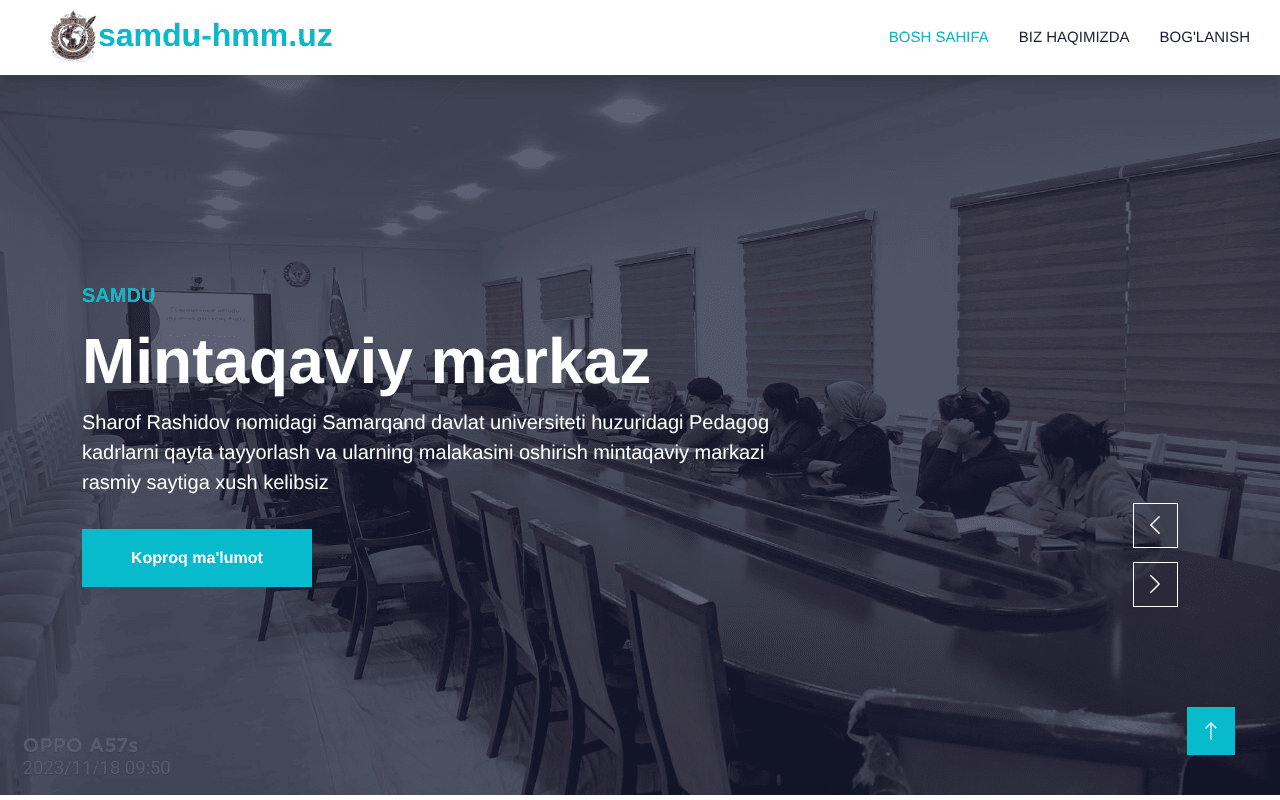 samdu-hmm.uz
BOSH SAHIFA
BIZ HAQIMIZDA
BOG'LANISH
SAMDU
Mintaqaviy markaz
Sharof Rashidov nomidagi Samarqand davlat universiteti huzuridagi Pedagog
kadrlarni qayta tayyorlash va ularning malakasini oshirish mintaqaviy markazi
rasmiy saytiga xush kelibsiz
Koproq ma'lumot
OPPO A57s
2023/11/18 09:50